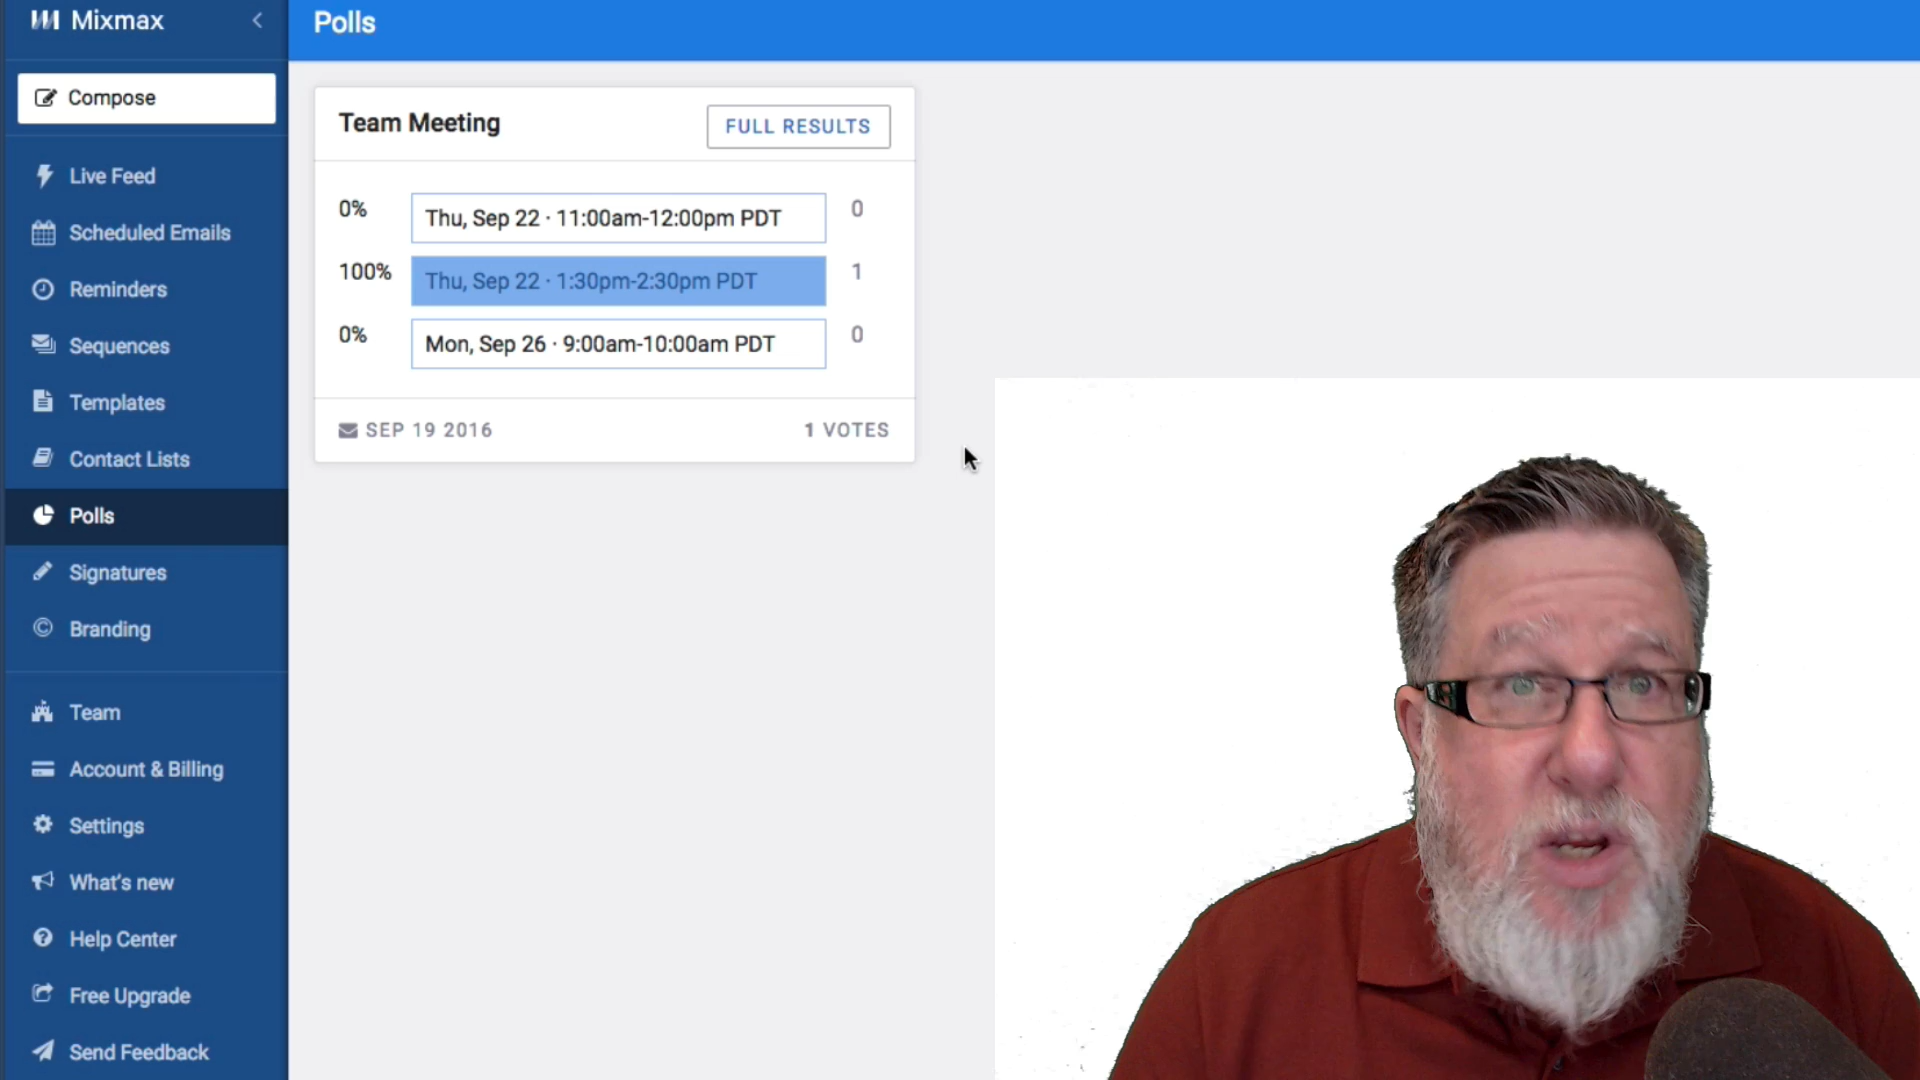 Mixmax
Polls
Compose
Live Feed
Scheduled Emails
Reminders
Sequences
Templates
Contact Lists
Polls
Signatures
Branding
Team
Account & Billing
Settings
What's new
Help Center
Free Upgrade
Send Feedback
Team Meeting
FULL RESULTS
0% Thu, Sep 22 · 11:00am-12:00pm PDT 0
100% Thu, Sep 22 · 1:30pm-2:30pm PDT 1
0% Mon, Sep 26 · 9:00am-10:00am PDT 0
SEP 19 2016 1 VOTES